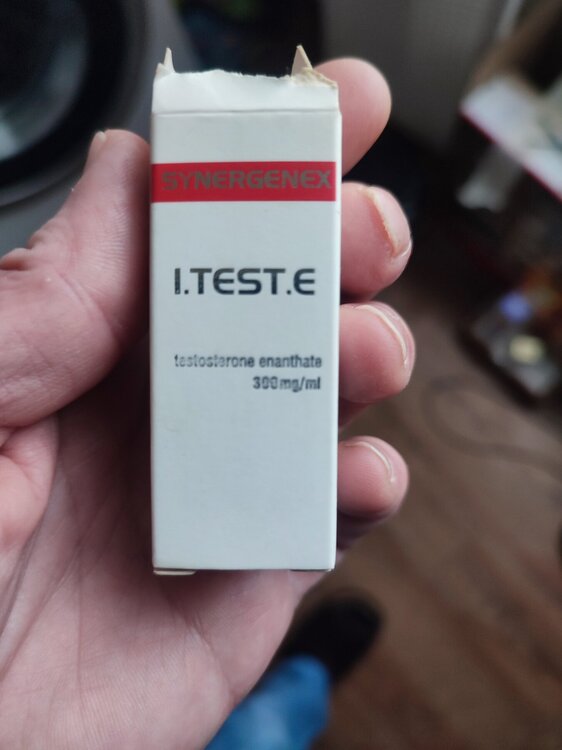 SYNERGENEX
I.TEST.E
testosterone enanthate
300mg/ml